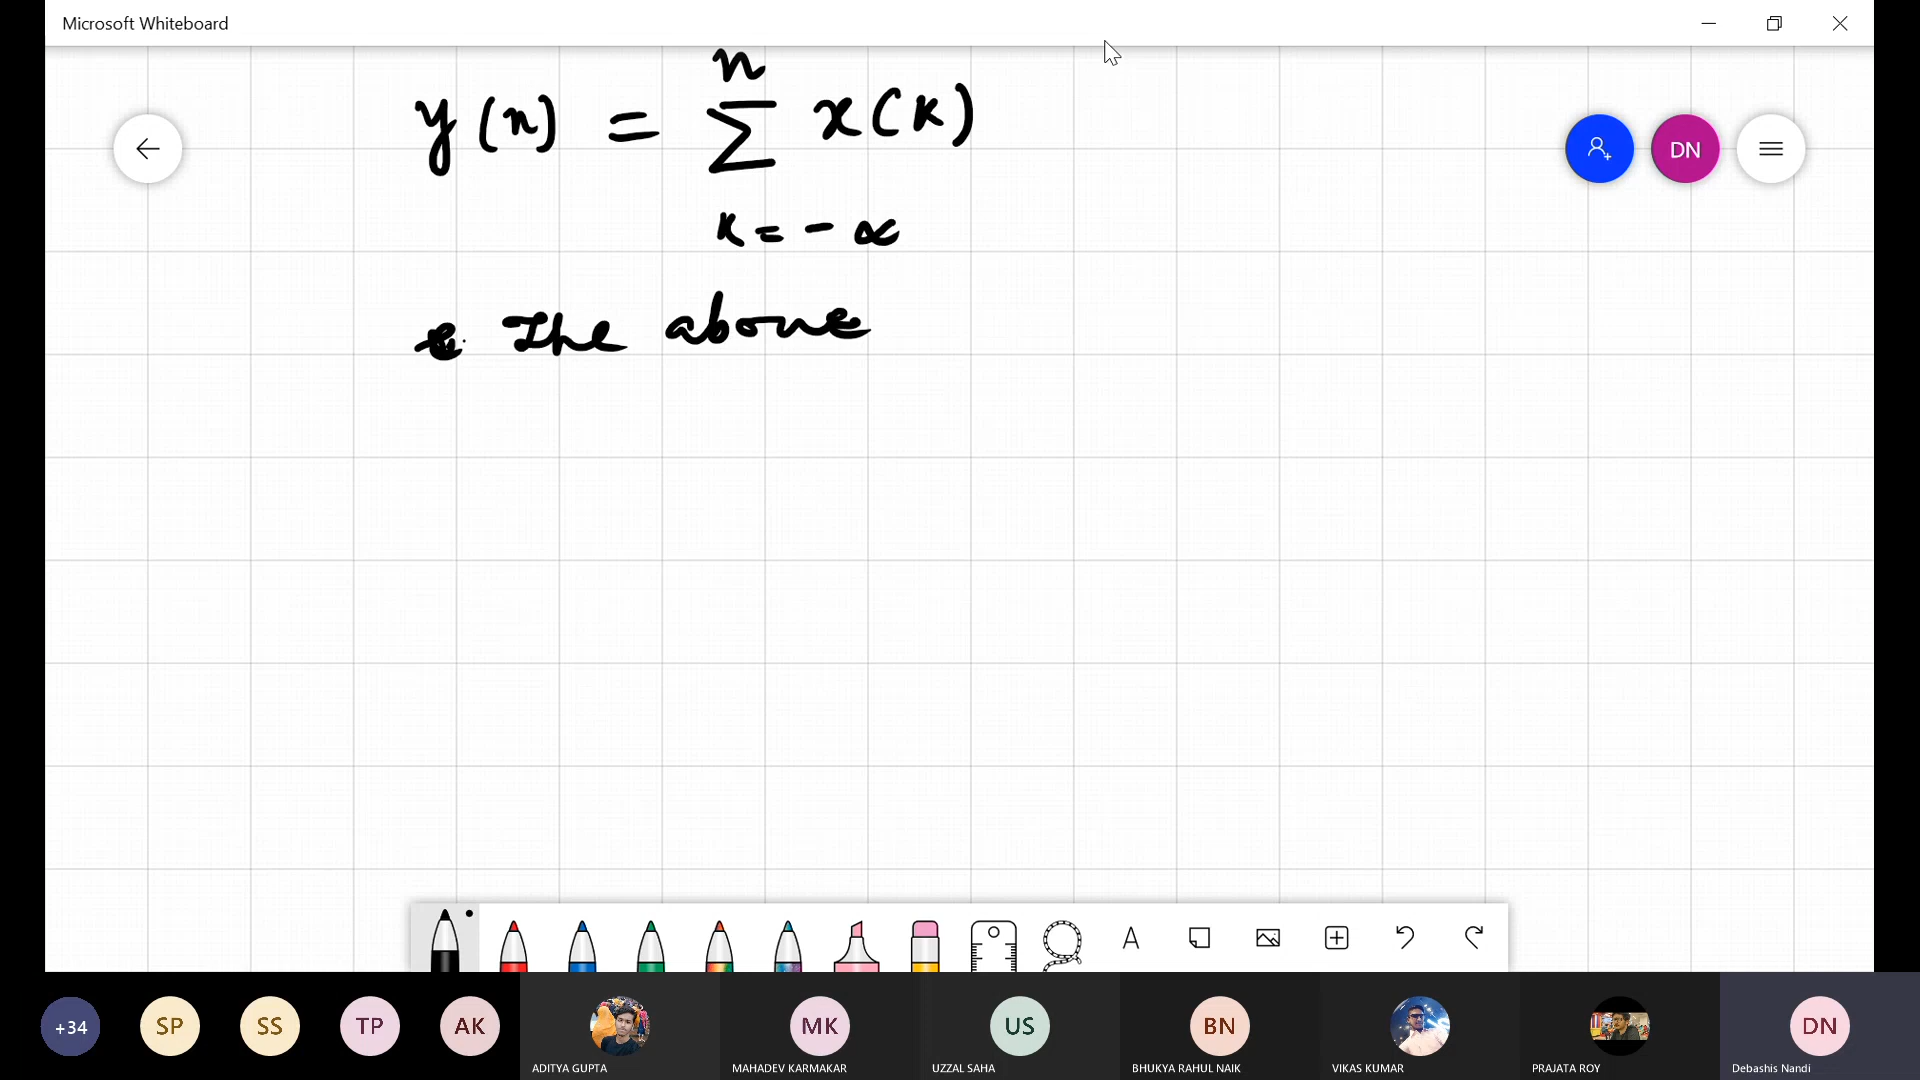 Microsoft Whiteboard
n
y(n) = ∑ x(k)
k = - ∝
The above
DN
A
+34
SP
SS
TP
AK
MK
US
BN
DN
ADITYA GUPTA
MAHADEV KARMAKAR
UZZAL SAHA
BHUKYA RAHUL NAIK
VIKAS KUMAR
PRAJATA ROY
Debashis Nandi